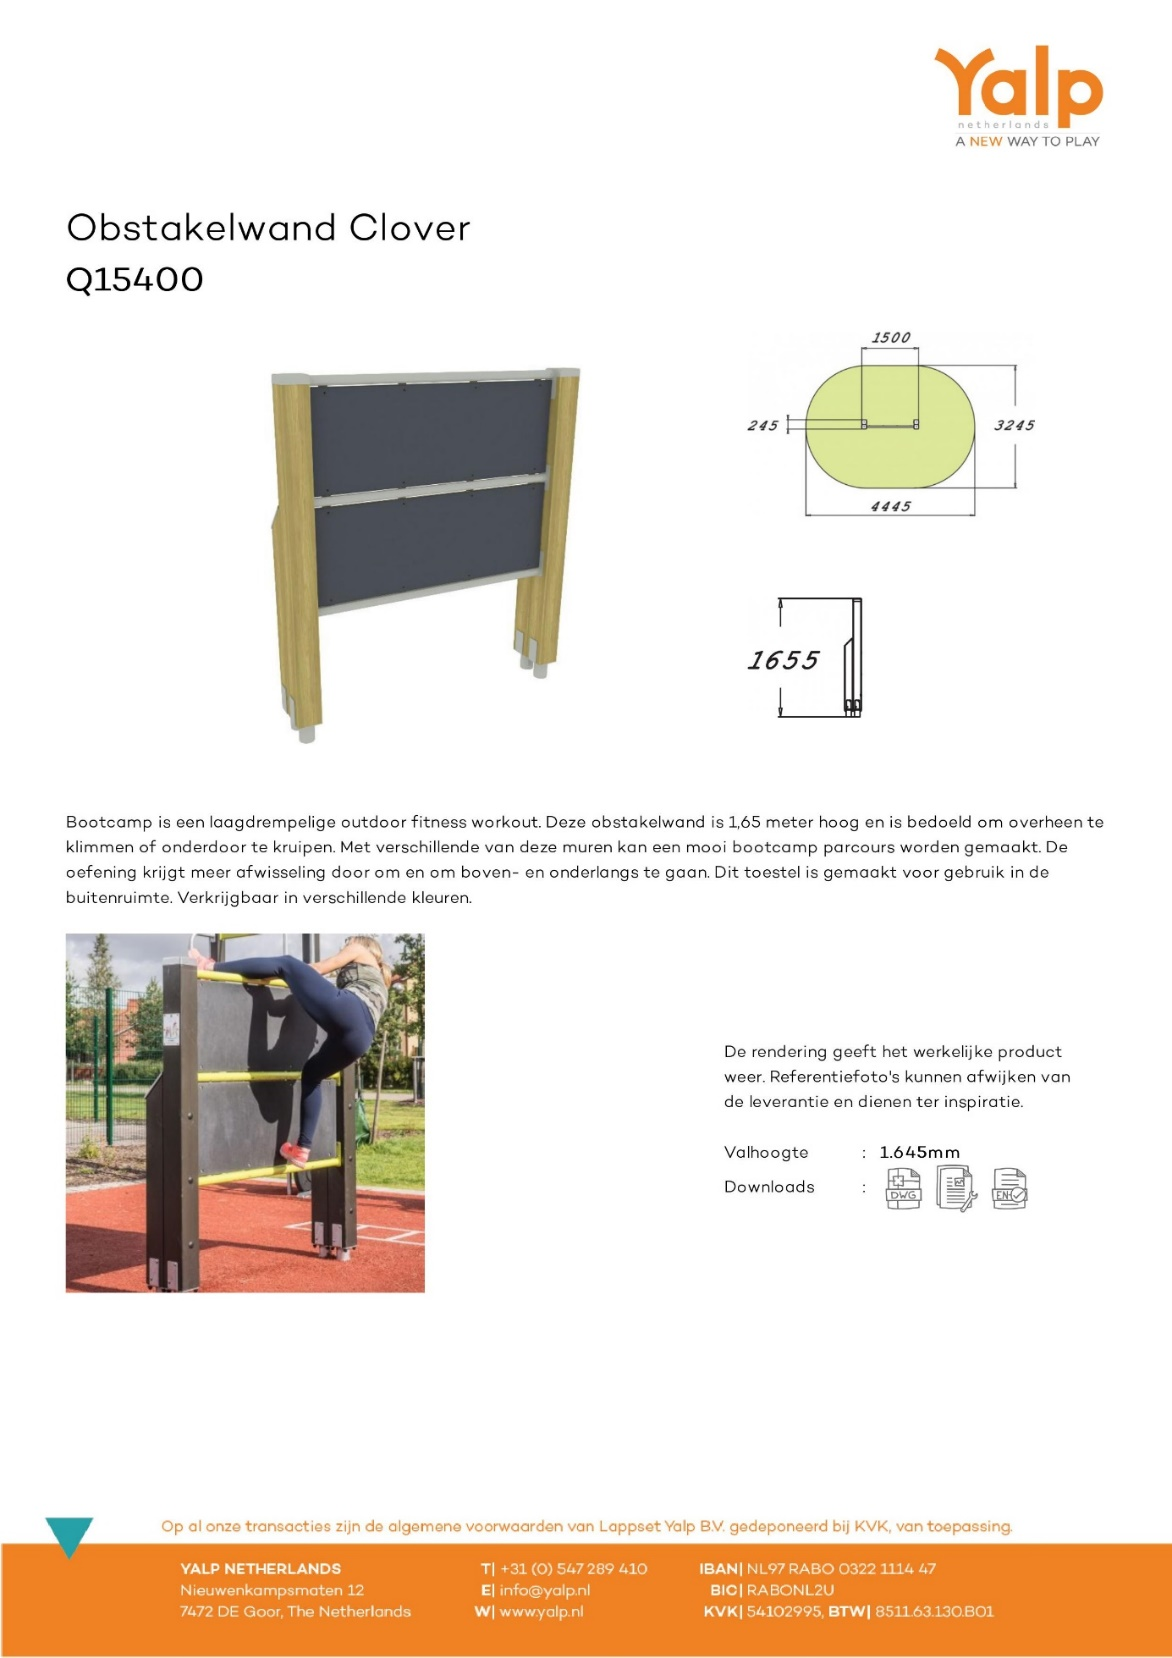 Yalp
netherlands
A NEW WAY TO PLAY
Obstakelwand Clover
Q15400
1500
245
3245
4445
1655
Bootcamp is een laagdrempelige outdoor fitness workout. Deze obstakelwand is 1,65 meter hoog en is bedoeld om overheen te
klimmen of onderdoor te kruipen. Met verschillende van deze muren kan een mooi bootcamp parcours worden gemaakt. De
oefening krijgt meer afwisseling door om en om boven- en onderlangs te gaan. Dit toestel is gemaakt voor gebruik in de
buitenruimte. Verkrijgbaar in verschillende kleuren.
De rendering geeft het werkelijke product
weer. Referentiefoto's kunnen afwijken van
de leverantie en dienen ter inspiratie.
Valhoogte : 1.645mm
Downloads : DWG EN
Op al onze transacties zijn de algemene voorwaarden van Lappset Yalp B.V. gedeponeerd bij KVK, van toepassing.
YALP NETHERLANDS T| +31 (0) 547 289 410 IBAN| NL97 RABO 0322 1114 47
Nieuwenkampsmaten 12 E| info@yalp.nl BIC| RABONL2U
7472 DE Goor, The Netherlands W| www.yalp.nl KVK| 54102995, BTW| 8511.63.130.B01